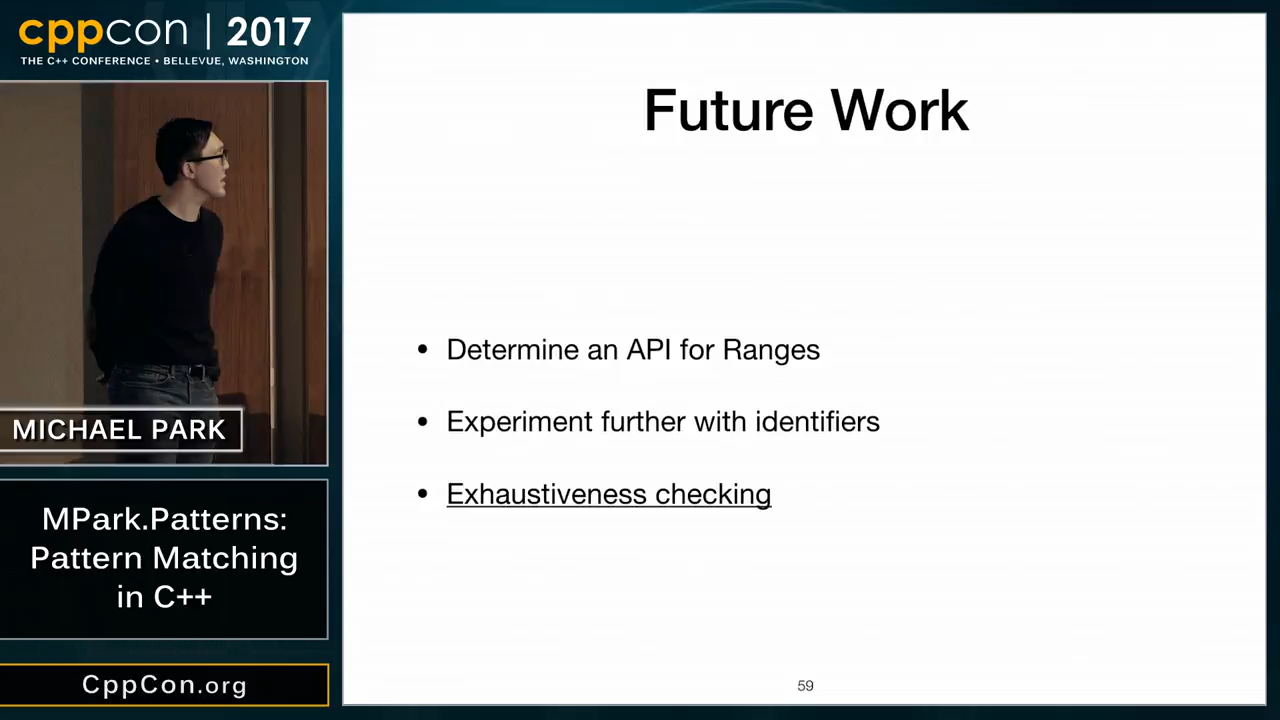 cppcon | 2017
THE C++ CONFERENCE • BELLEVUE, WASHINGTON
MICHAEL PARK
MPark.Patterns:
Pattern Matching
in C++
CppCon.org
Future Work
• Determine an API for Ranges
• Experiment further with identifiers
• Exhaustiveness checking
59